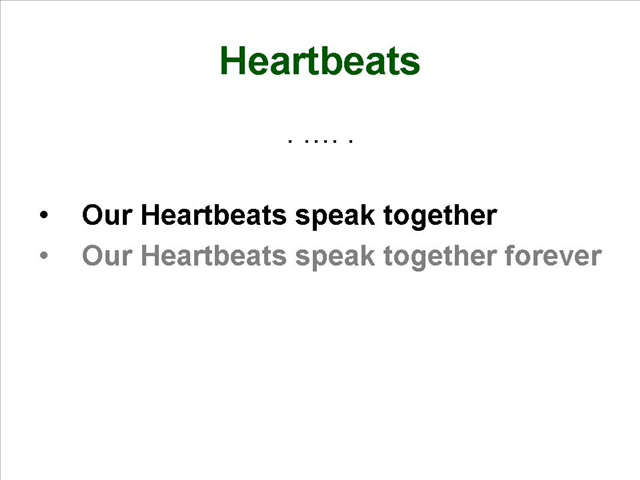 Heartbeats
. .... .
• Our Heartbeats speak together
• Our Heartbeats speak together forever